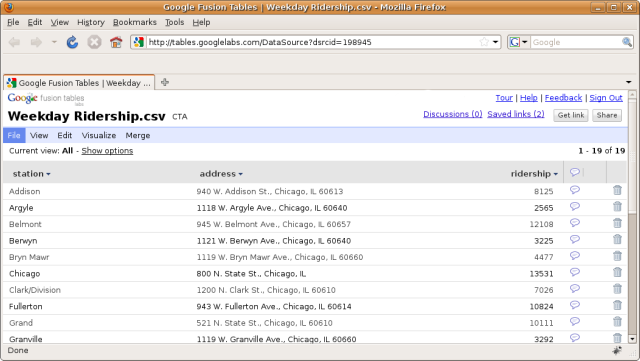 Google Fusion Tables | Weekday Ridership.csv - Mozilla Firefox
File Edit View History Bookmarks Tools Help
http://tables.googlelabs.com/DataSource?dsrcid=198945 Google
Google Fusion Tables | Weekday ...
Google fusion tables Tour | Help | Feedback | Sign Out
labs
Weekday Ridership.csv CTA Discussions (0) Saved links (2) Get link Share
File View Edit Visualize Merge
Current view: All - Show options 1 - 19 of 19
station address ridership
Addison 940 W. Addison St., Chicago, IL 60613 8125
Argyle 1118 W. Argyle Ave., Chicago, IL 60640 2565
Belmont 945 W. Belmont Ave., Chicago, IL 60657 12108
Berwyn 1121 W. Berwyn Ave., Chicago, IL 60640 3225
Bryn Mawr 1119 W. Bryn Mawr Ave., Chicago, IL 60660 4477
Chicago 800 N. State St., Chicago, IL 13531
Clark/Division 1200 N. Clark St., Chicago, IL 60610 7026
Fullerton 943 W. Fullerton Ave., Chicago, IL 60614 10824
Grand 521 N. State St., Chicago, IL 60610 10111
Granville 1119 W. Granville Ave., Chicago, IL 60660 3292
Done